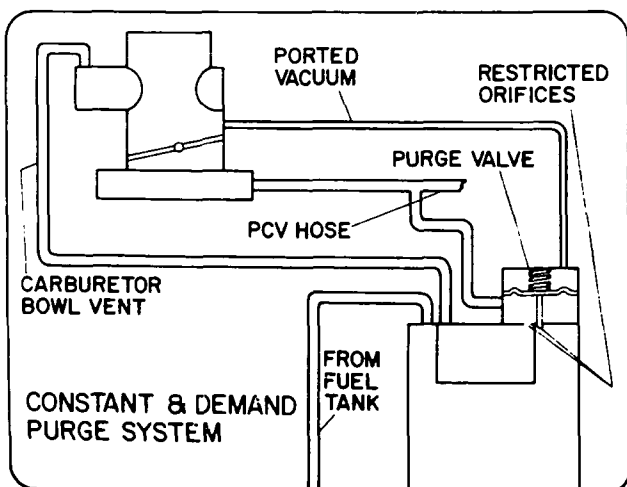 PORTED
VACUUM
RESTRICTED
ORIFICES
PURGE VALVE
PCV HOSE
CARBURETOR
BOWL VENT
FROM
FUEL
TANK
CONSTANT & DEMAND
PURGE SYSTEM